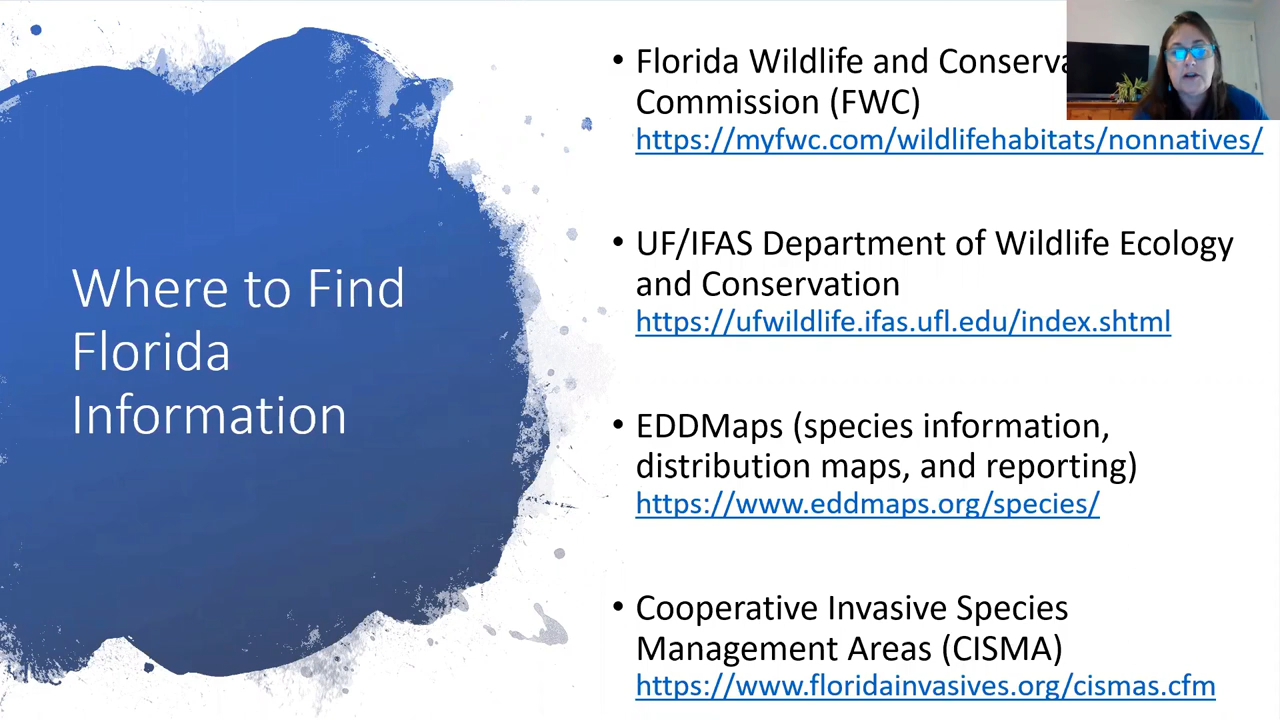 Where to Find
Florida
Information
• Florida Wildlife and
Commission (FWC)
https://myfwc.com/wildlifehabitats/nonnatives/
• UF/IFAS Department of Wildlife Ecology
and Conservation
https://ufwildlife.ifas.ufl.edu/index.shtml
• EDDMaps (species information,
distribution maps, and reporting)
https://www.eddmaps.org/species/
• Cooperative Invasive Species
Management Areas (CISMA)
https://www.floridainvasives.org/cismas.cfm